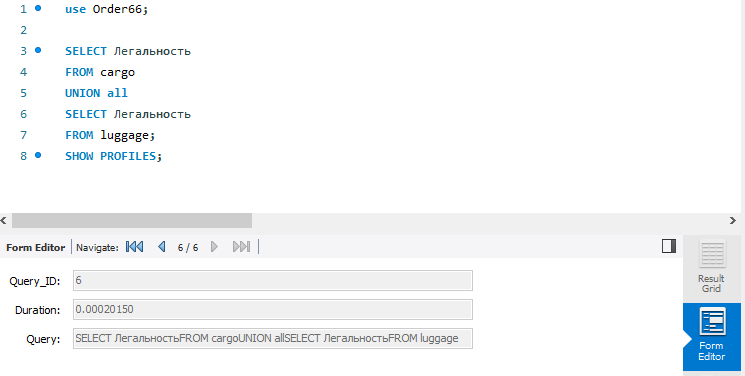 1 use Order66;
2
3 SELECT Легальность
4 FROM cargo
5 UNION all
6 SELECT Легальность
7 FROM luggage;
8 SHOW PROFILES;
Form Editor Navigate: 6 / 6
Query_ID: 6
Duration: 0.00020150
Query: SELECT ЛегальностьFROM cargoUNION allSELECT ЛегальностьFROM luggage
Result
Grid
Form
Editor